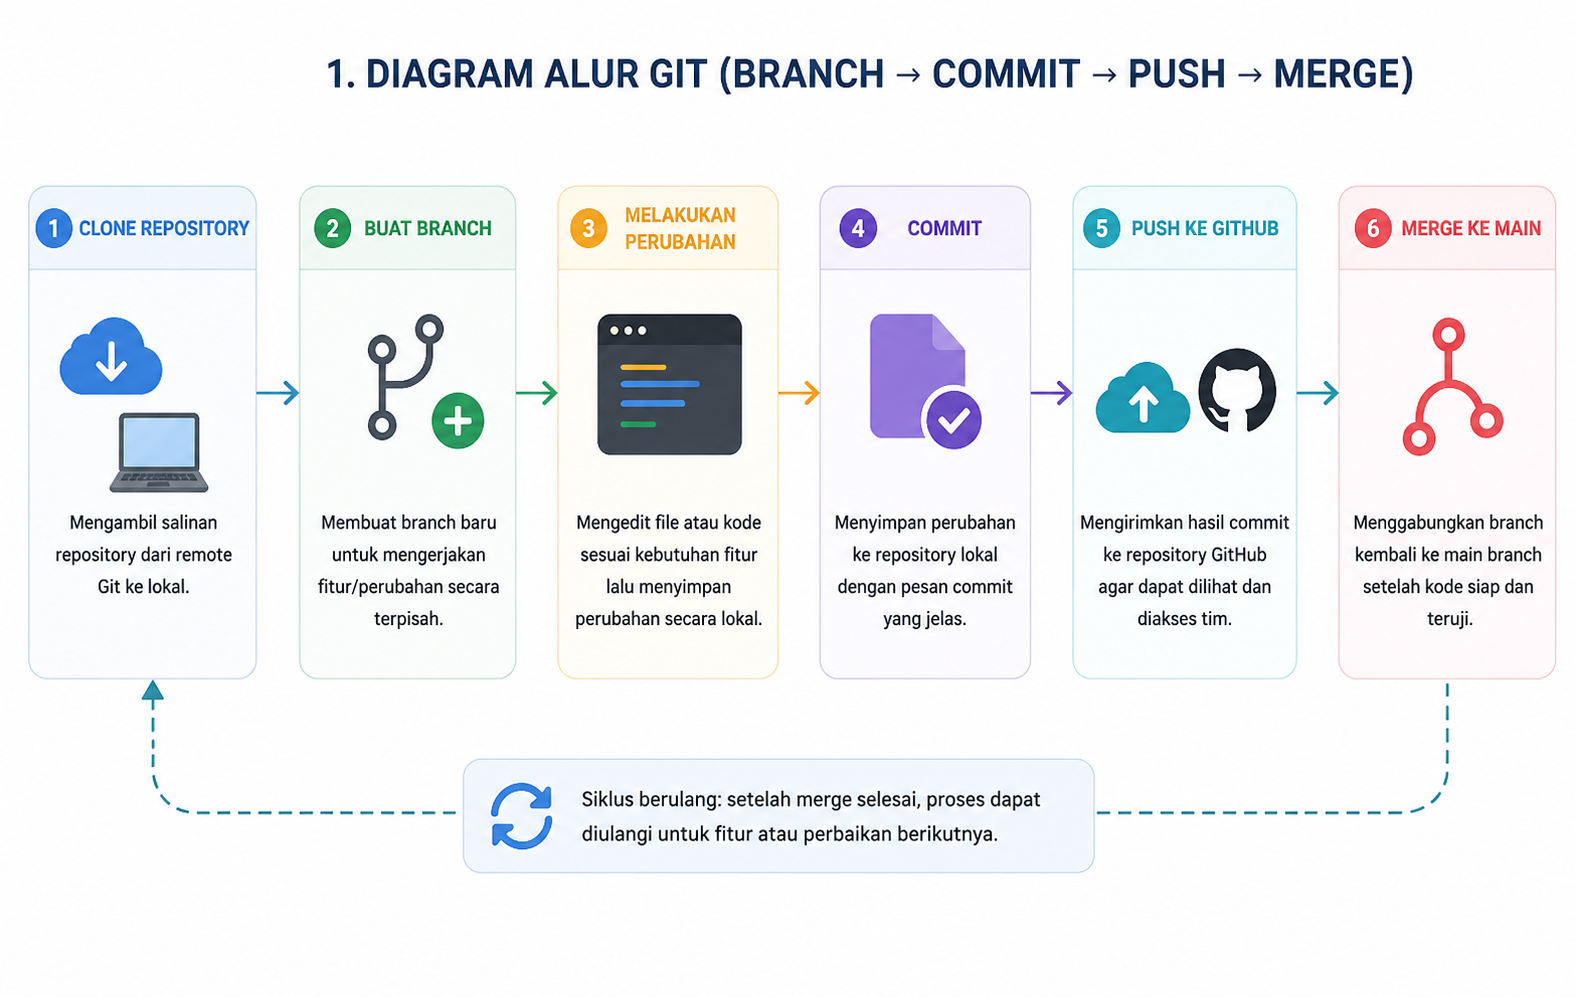 1. DIAGRAM ALUR GIT (BRANCH → COMMIT → PUSH → MERGE)
1 CLONE REPOSITORY
Mengambil salinan
repository dari remote
Git ke lokal.
2 BUAT BRANCH
Membuat branch baru
untuk mengerjakan
fitur/perubahan secara
terpisah.
3 MELAKUKAN
PERUBAHAN
Mengedit file atau kode
sesuai kebutuhan fitur
lalu menyimpan
perubahan secara lokal.
4 COMMIT
Menyimpan perubahan
ke repository lokal
dengan pesan commit
yang jelas.
5 PUSH KE GITHUB
Mengirimkan hasil commit
ke repository GitHub
agar dapat dilihat dan
diakses tim.
6 MERGE KE MAIN
Menggabungkan branch
kembali ke main branch
setelah kode siap dan
teruji.
Siklus berulang: setelah merge selesai, proses dapat
diulangi untuk fitur atau perbaikan berikutnya.